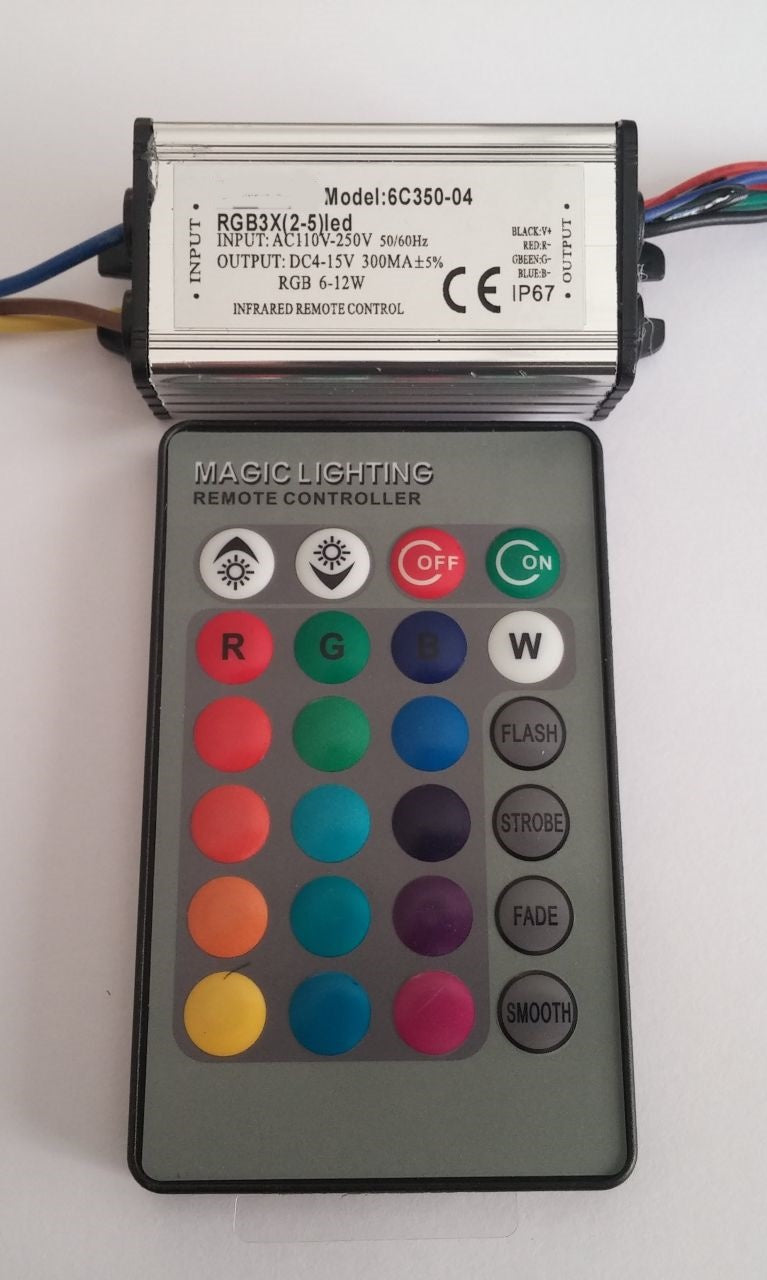 Model:6C350-04
RGB3X(2-5)led
INPUT: AC110V-250V 50/60Hz
OUTPUT: DC4-15V 300MA±5%
RGB 6-12W
INFRARED REMOTE CONTROL
• INPUT •
BLACK:V+
RED:R-
GBEEN:G-
BLUE:B-
CE IP67
• OUTPUT •
MAGIC LIGHTING
REMOTE CONTROLLER
OFF ON
R G B W
FLASH
STROBE
FADE
SMOOTH